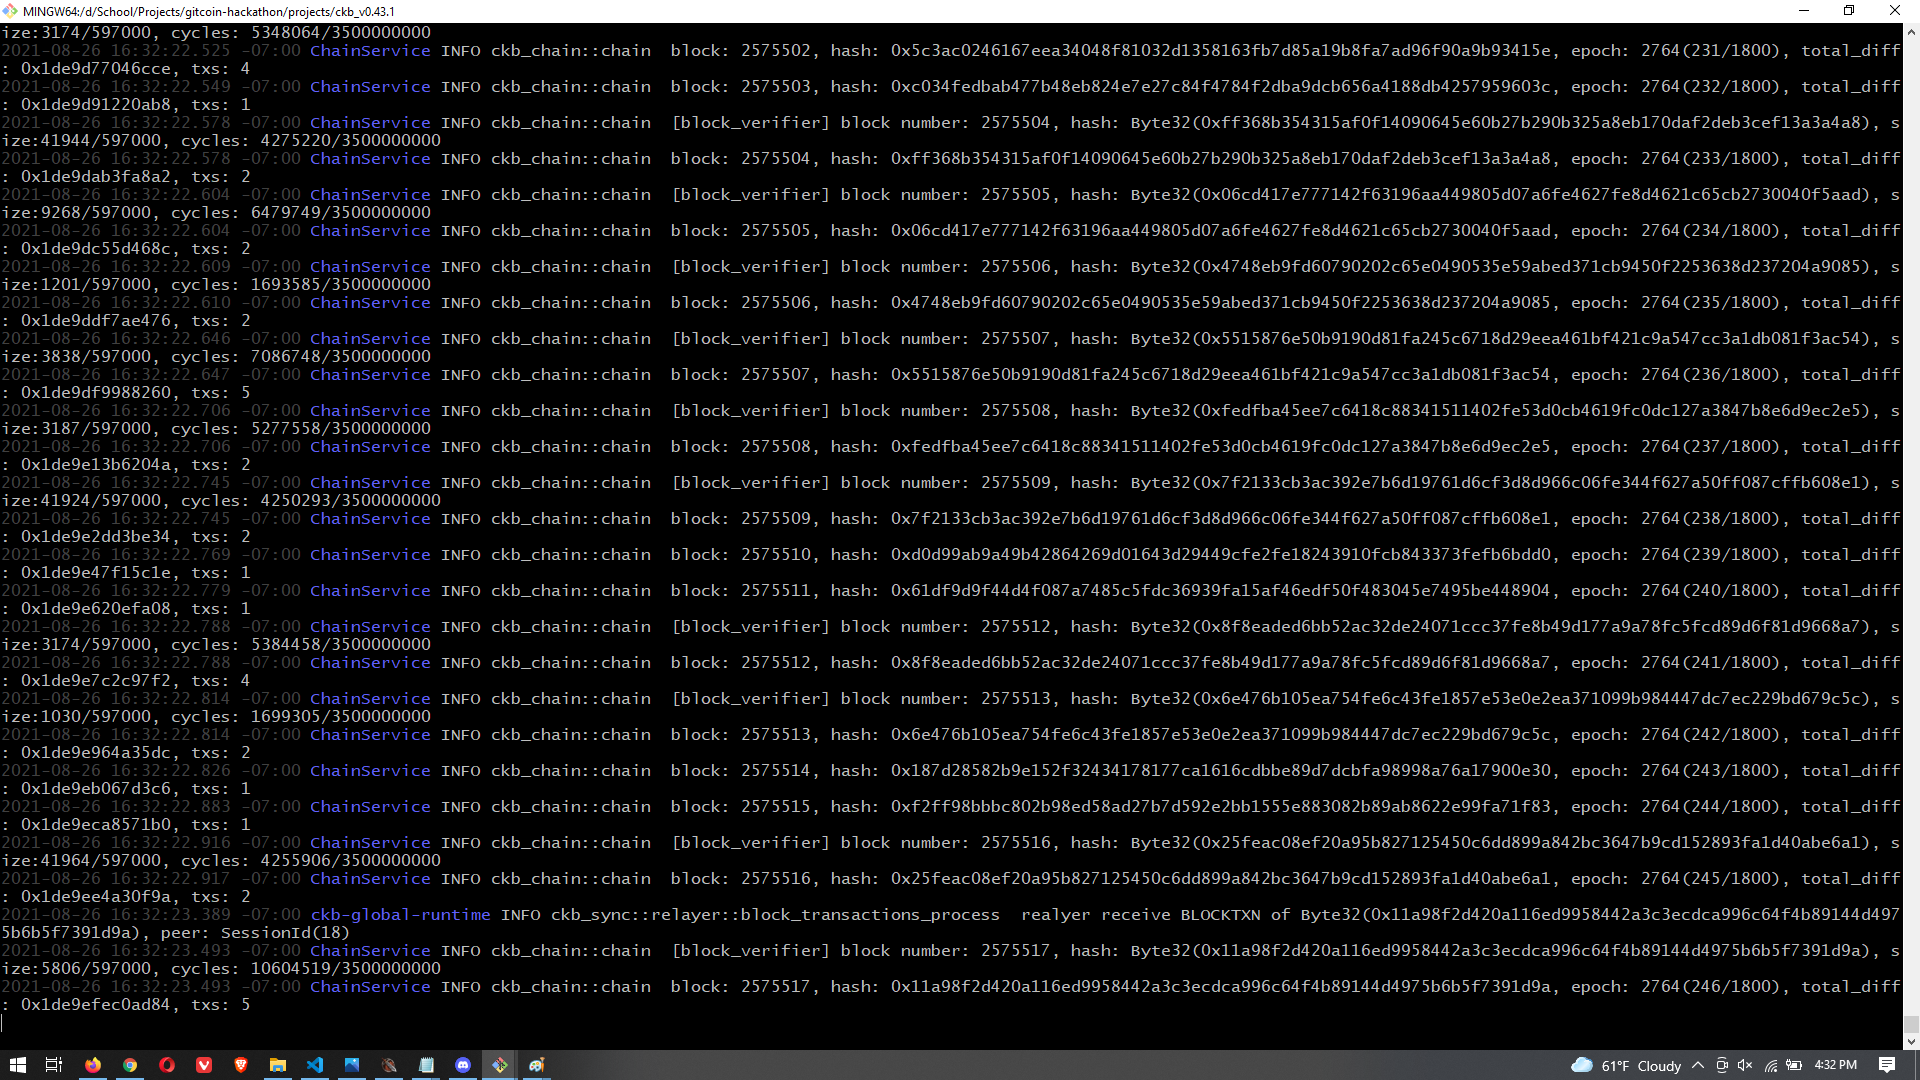 MINGW64:/d/School/Projects/gitcoin-hackathon/projects/ckb_v0.43.1
ize:3174/597000, cycles: 5348064/3500000000
2021-08-26 16:32:22.525 -07:00 ChainService INFO ckb_chain::chain  block: 2575502, hash: 0x5c3ac0246167eea34048f81032d1358163fb7d85a19b8fa7ad96f90a9b93415e, epoch: 2764(231/1800), total_diff
: 0x1de9d77046cce, txs: 4
2021-08-26 16:32:22.549 -07:00 ChainService INFO ckb_chain::chain  block: 2575503, hash: 0xc034fedbab477b48eb824e7e27c84f4784f2dba9dcb656a4188db4257959603c, epoch: 2764(232/1800), total_diff
: 0x1de9d91220ab8, txs: 1
2021-08-26 16:32:22.578 -07:00 ChainService INFO ckb_chain::chain  [block_verifier] block number: 2575504, hash: Byte32(0xff368b354315af0f14090645e60b27b290b325a8eb170daf2deb3cef13a3a4a8), s
ize:41944/597000, cycles: 4275220/3500000000
2021-08-26 16:32:22.578 -07:00 ChainService INFO ckb_chain::chain  block: 2575504, hash: 0xff368b354315af0f14090645e60b27b290b325a8eb170daf2deb3cef13a3a4a8, epoch: 2764(233/1800), total_diff
: 0x1de9dab3fa8a2, txs: 2
2021-08-26 16:32:22.604 -07:00 ChainService INFO ckb_chain::chain  [block_verifier] block number: 2575505, hash: Byte32(0x06cd417e777142f63196aa449805d07a6fe4627fe8d4621c65cb2730040f5aad), s
ize:9268/597000, cycles: 6479749/3500000000
2021-08-26 16:32:22.604 -07:00 ChainService INFO ckb_chain::chain  block: 2575505, hash: 0x06cd417e777142f63196aa449805d07a6fe4627fe8d4621c65cb2730040f5aad, epoch: 2764(234/1800), total_diff
: 0x1de9dc55d468c, txs: 2
2021-08-26 16:32:22.609 -07:00 ChainService INFO ckb_chain::chain  [block_verifier] block number: 2575506, hash: Byte32(0x4748eb9fd60790202c65e0490535e59abed371cb9450f2253638d237204a9085), s
ize:1201/597000, cycles: 1693585/3500000000
2021-08-26 16:32:22.610 -07:00 ChainService INFO ckb_chain::chain  block: 2575506, hash: 0x4748eb9fd60790202c65e0490535e59abed371cb9450f2253638d237204a9085, epoch: 2764(235/1800), total_diff
: 0x1de9ddf7ae476, txs: 2
2021-08-26 16:32:22.646 -07:00 ChainService INFO ckb_chain::chain  [block_verifier] block number: 2575507, hash: Byte32(0x5515876e50b9190d81fa245c6718d29eea461bf421c9a547cc3a1db081f3ac54), s
ize:3838/597000, cycles: 7086748/3500000000
2021-08-26 16:32:22.647 -07:00 ChainService INFO ckb_chain::chain  block: 2575507, hash: 0x5515876e50b9190d81fa245c6718d29eea461bf421c9a547cc3a1db081f3ac54, epoch: 2764(236/1800), total_diff
: 0x1de9df9988260, txs: 5
2021-08-26 16:32:22.706 -07:00 ChainService INFO ckb_chain::chain  [block_verifier] block number: 2575508, hash: Byte32(0xfedfba45ee7c6418c88341511402fe53d0cb4619fc0dc127a3847b8e6d9ec2e5), s
ize:3187/597000, cycles: 5277558/3500000000
2021-08-26 16:32:22.706 -07:00 ChainService INFO ckb_chain::chain  block: 2575508, hash: 0xfedfba45ee7c6418c88341511402fe53d0cb4619fc0dc127a3847b8e6d9ec2e5, epoch: 2764(237/1800), total_diff
: 0x1de9e13b6204a, txs: 2
2021-08-26 16:32:22.745 -07:00 ChainService INFO ckb_chain::chain  [block_verifier] block number: 2575509, hash: Byte32(0x7f2133cb3ac392e7b6d19761d6cf3d8d966c06fe344f627a50ff087cffb608e1), s
ize:41924/597000, cycles: 4250293/3500000000
2021-08-26 16:32:22.745 -07:00 ChainService INFO ckb_chain::chain  block: 2575509, hash: 0x7f2133cb3ac392e7b6d19761d6cf3d8d966c06fe344f627a50ff087cffb608e1, epoch: 2764(238/1800), total_diff
: 0x1de9e2dd3be34, txs: 2
2021-08-26 16:32:22.769 -07:00 ChainService INFO ckb_chain::chain  block: 2575510, hash: 0xd0d99ab9a49b42864269d01643d29449cfe2fe18243910fcb843373fefb6bdd0, epoch: 2764(239/1800), total_diff
: 0x1de9e47f15c1e, txs: 1
2021-08-26 16:32:22.779 -07:00 ChainService INFO ckb_chain::chain  block: 2575511, hash: 0x61df9d9f44d4f087a7485c5fdc36939fa15af46edf50f483045e7495be448904, epoch: 2764(240/1800), total_diff
: 0x1de9e620efa08, txs: 1
2021-08-26 16:32:22.788 -07:00 ChainService INFO ckb_chain::chain  [block_verifier] block number: 2575512, hash: Byte32(0x8f8eaded6bb52ac32de24071ccc37fe8b49d177a9a78fc5fcd89d6f81d9668a7), s
ize:3174/597000, cycles: 5384458/3500000000
2021-08-26 16:32:22.788 -07:00 ChainService INFO ckb_chain::chain  block: 2575512, hash: 0x8f8eaded6bb52ac32de24071ccc37fe8b49d177a9a78fc5fcd89d6f81d9668a7, epoch: 2764(241/1800), total_diff
: 0x1de9e7c2c97f2, txs: 4
2021-08-26 16:32:22.814 -07:00 ChainService INFO ckb_chain::chain  [block_verifier] block number: 2575513, hash: Byte32(0x6e476b105ea754fe6c43fe1857e53e0e2ea371099b984447dc7ec229bd679c5c), s
ize:1030/597000, cycles: 1699305/3500000000
2021-08-26 16:32:22.814 -07:00 ChainService INFO ckb_chain::chain  block: 2575513, hash: 0x6e476b105ea754fe6c43fe1857e53e0e2ea371099b984447dc7ec229bd679c5c, epoch: 2764(242/1800), total_diff
: 0x1de9e964a35dc, txs: 2
2021-08-26 16:32:22.826 -07:00 ChainService INFO ckb_chain::chain  block: 2575514, hash: 0x187d28582b9e152f32434178177ca1616cdbbe89d7dcbfa98998a76a17900e30, epoch: 2764(243/1800), total_diff
: 0x1de9eb067d3c6, txs: 1
2021-08-26 16:32:22.883 -07:00 ChainService INFO ckb_chain::chain  block: 2575515, hash: 0xf2ff98bbbc802b98ed58ad27b7d592e2bb1555e883082b89ab8622e99fa71f83, epoch: 2764(244/1800), total_diff
: 0x1de9eca8571b0, txs: 1
2021-08-26 16:32:22.916 -07:00 ChainService INFO ckb_chain::chain  [block_verifier] block number: 2575516, hash: Byte32(0x25feac08ef20a95b827125450c6dd899a842bc3647b9cd152893fa1d40abe6a1), s
ize:41964/597000, cycles: 4255906/3500000000
2021-08-26 16:32:22.917 -07:00 ChainService INFO ckb_chain::chain  block: 2575516, hash: 0x25feac08ef20a95b827125450c6dd899a842bc3647b9cd152893fa1d40abe6a1, epoch: 2764(245/1800), total_diff
: 0x1de9ee4a30f9a, txs: 2
2021-08-26 16:32:23.389 -07:00 ckb-global-runtime INFO ckb_sync::relayer::block_transactions_process  realyer receive BLOCKTXN of Byte32(0x11a98f2d420a116ed9958442a3c3ecdca996c64f4b89144d497
5b6b5f7391d9a), peer: SessionId(18)
2021-08-26 16:32:23.493 -07:00 ChainService INFO ckb_chain::chain  [block_verifier] block number: 2575517, hash: Byte32(0x11a98f2d420a116ed9958442a3c3ecdca996c64f4b89144d4975b6b5f7391d9a), s
ize:5806/597000, cycles: 10604519/3500000000
2021-08-26 16:32:23.493 -07:00 ChainService INFO ckb_chain::chain  block: 2575517, hash: 0x11a98f2d420a116ed9958442a3c3ecdca996c64f4b89144d4975b6b5f7391d9a, epoch: 2764(246/1800), total_diff
: 0x1de9efec0ad84, txs: 5
61°F Cloudy
4:32 PM